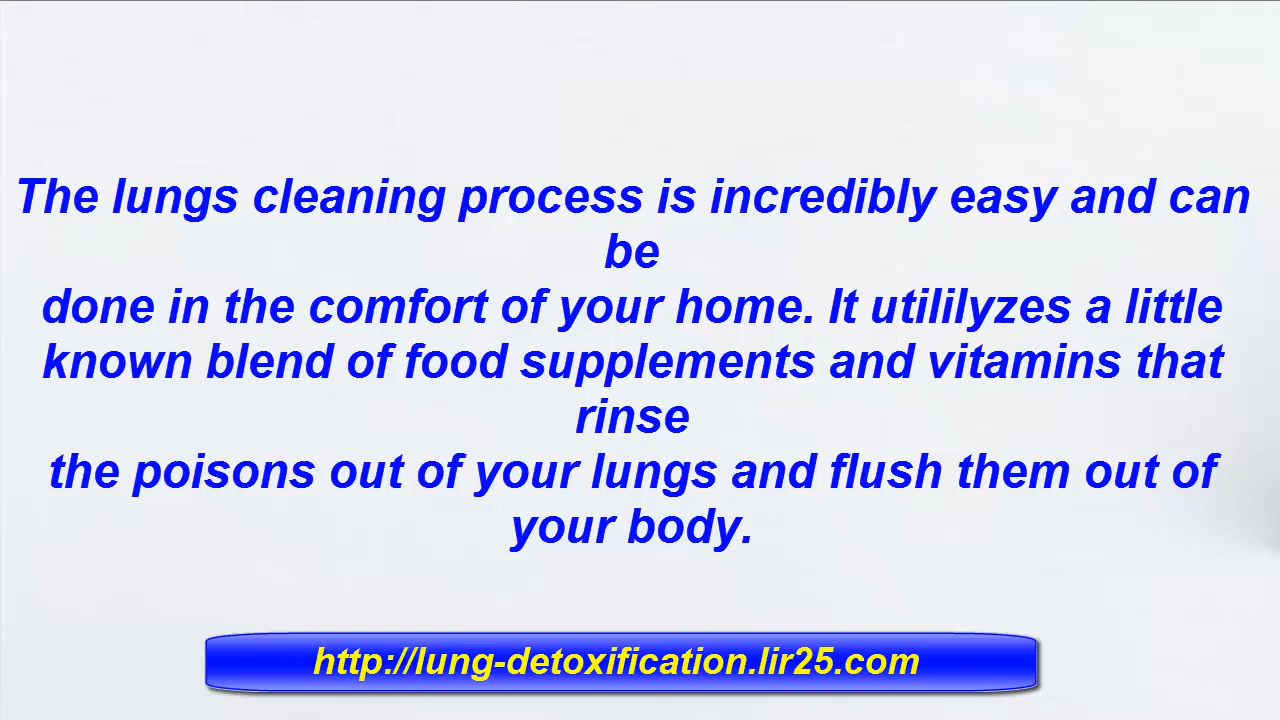 The lungs cleaning process is incredibly easy and can
be
done in the comfort of your home. It utililyzes a little
known blend of food supplements and vitamins that
rinse
the poisons out of your lungs and flush them out of
your body.
http://lung-detoxification.lir25.com